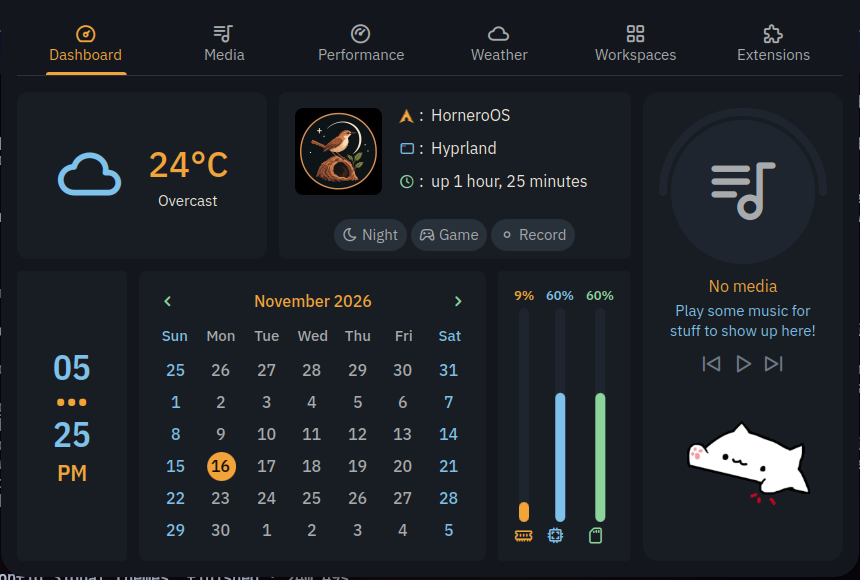 Dashboard Media Performance Weather Workspaces Extensions
24°C
Overcast
: HorneroOS
: Hyprland
: up 1 hour, 25 minutes
Night Game Record
No media
Play some music for
stuff to show up here!
05
25
PM
November 2026
Sun Mon Tue Wed Thu Fri Sat
25 26 27 28 29 30 31
1 2 3 4 5 6 7
8 9 10 11 12 13 14
15 16 17 18 19 20 21
22 23 24 25 26 27 28
29 30 1 2 3 4 5
9% 60% 60%